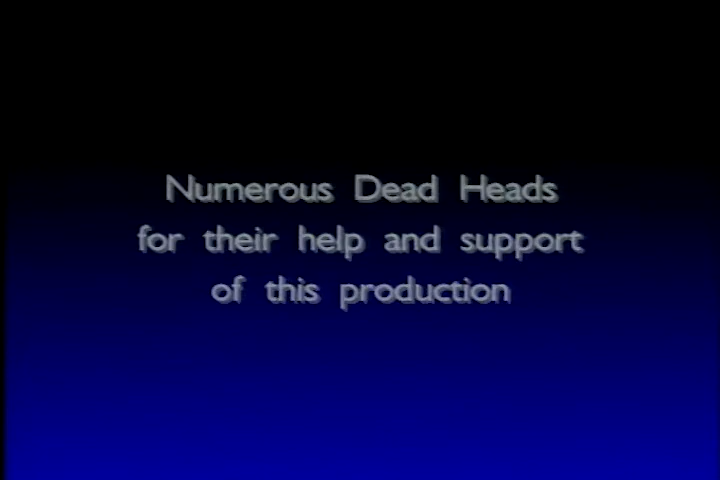 Numerous Dead Heads
for their help and support
of this production